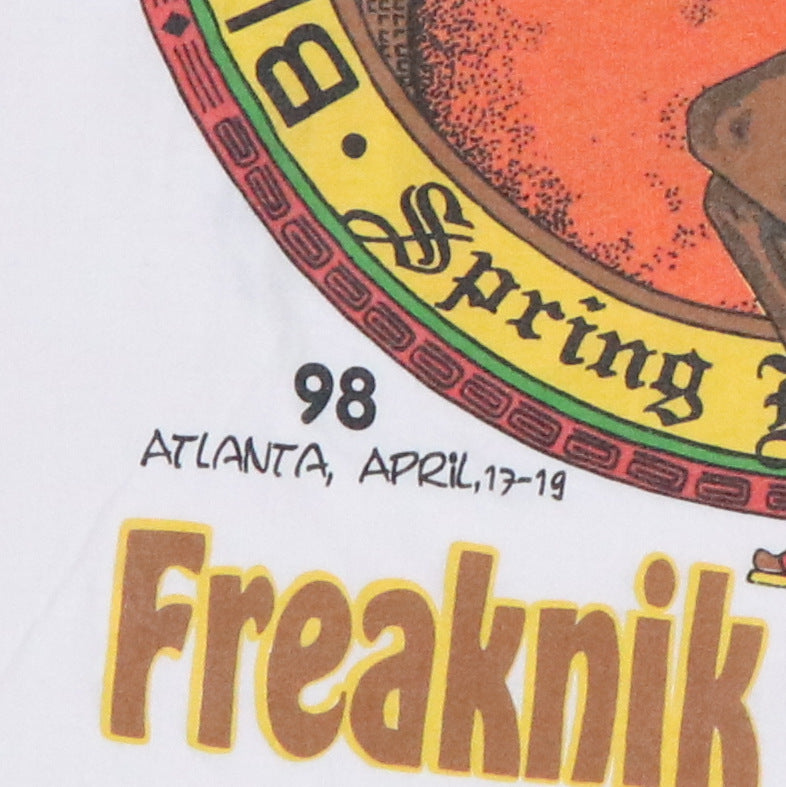 Spring
98
ATLANTA, APRIL, 17-19
Freaknik